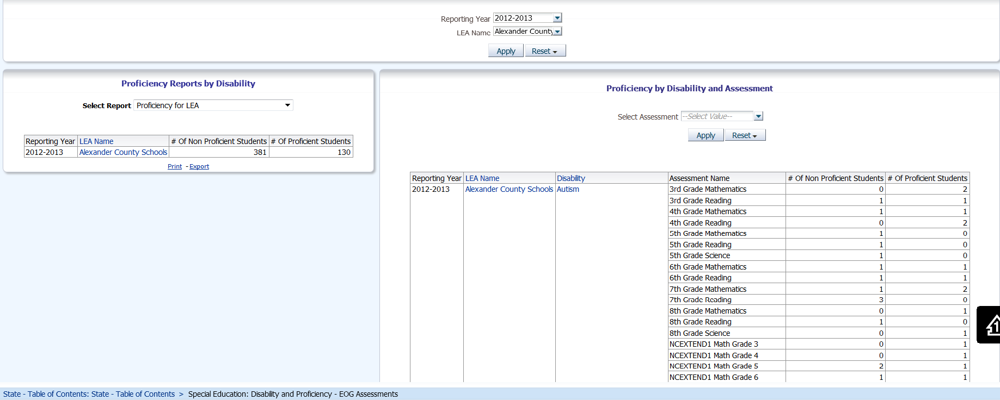 Reporting Year 2012-2013
LEA Name Alexander County
Apply Reset
Proficiency Reports by Disability
Select Report Proficiency for LEA
Reporting Year LEA Name # Of Non Proficient Students # Of Proficient Students
2012-2013 Alexander County Schools 381 130
Print - Export
Proficiency by Disability and Assessment
Select Assessment --Select Value--
Apply Reset
Reporting Year LEA Name Disability Assessment Name # Of Non Proficient Students # Of Proficient Students
2012-2013 Alexander County Schools Autism 3rd Grade Mathematics 0 2
3rd Grade Reading 1 1
4th Grade Mathematics 1 1
4th Grade Reading 0 2
5th Grade Mathematics 1 0
5th Grade Reading 1 0
5th Grade Science 1 0
6th Grade Mathematics 1 1
6th Grade Reading 1 1
7th Grade Mathematics 1 2
7th Grade Reading 3 0
8th Grade Mathematics 0 1
8th Grade Reading 1 0
8th Grade Science 0 1
NCEXTEND1 Math Grade 3 0 1
NCEXTEND1 Math Grade 4 0 1
NCEXTEND1 Math Grade 5 2 1
NCEXTEND1 Math Grade 6 1 1
1
State - Table of Contents: State - Table of Contents > Special Education: Disability and Proficiency - EOG Assessments